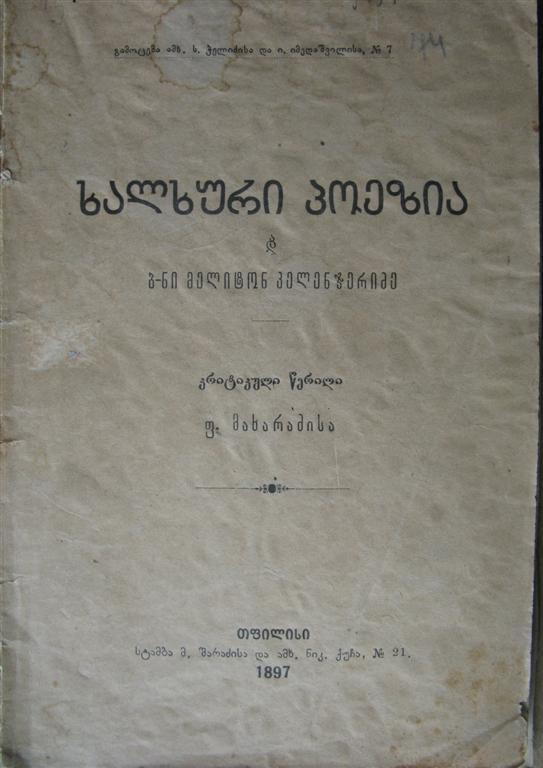 გამოცემა ამხ. ს. ჭელიძისა და ი. იმედაშვილისა, № 7
ხალხური პოეზია
და
ბ-ნი მელიტონ კელენჯერიძე
კრიტიკული წერილი
ფ. მახარაძისა
თფილისი
სტამბა მ. შარაძისა და ამხ. ნიკ. ქუჩა, № 21.
1897